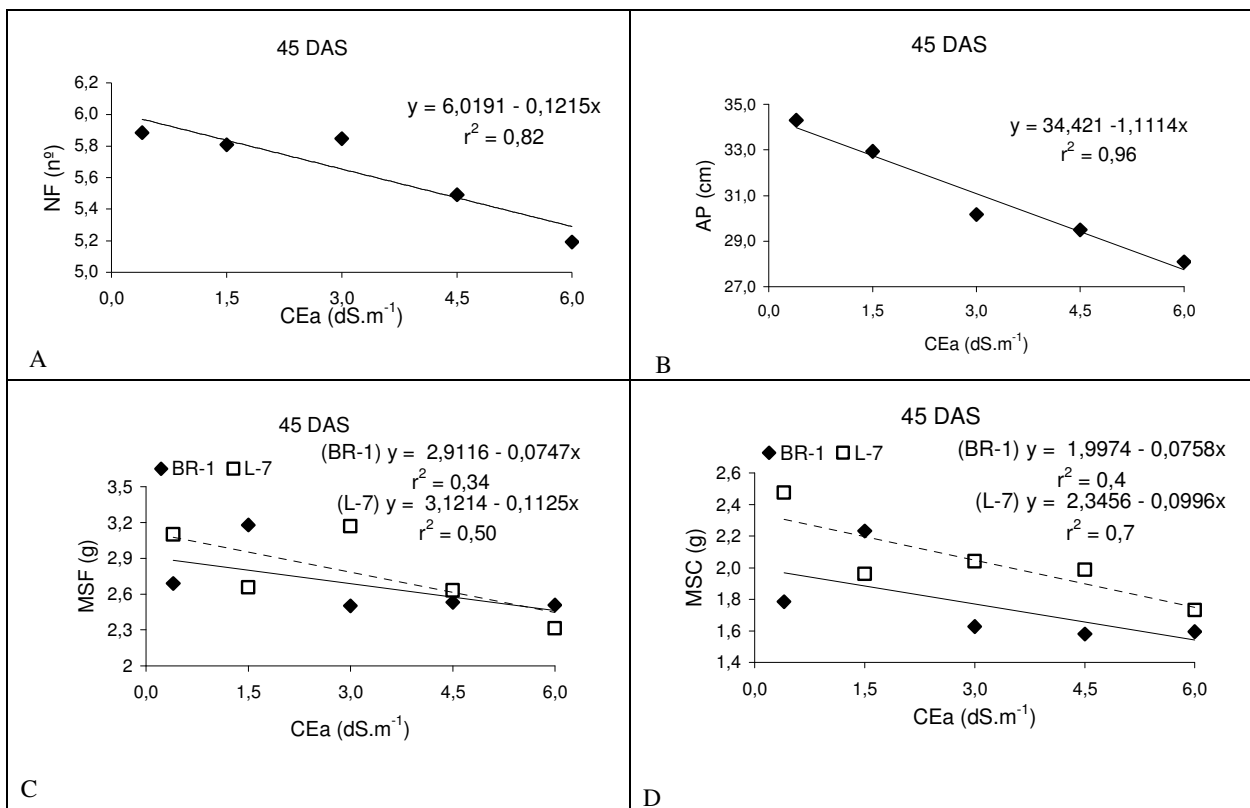 45 DAS
6,2
6,0
5,8
5,6
5,4
5,2
5,0
NF (nº)
y = 6,0191 - 0,1215x
r² = 0,82
0,0 1,5 3,0 4,5 6,0
CEa (dS.m⁻¹)
A
45 DAS
35,0
33,0
31,0
29,0
27,0
AP (cm)
y = 34,421 -1,1114x
r² = 0,96
0,0 1,5 3,0 4,5 6,0
CEa (dS.m⁻¹)
B
45 DAS
BR-1 L-7
(BR-1) y = 2,9116 - 0,0747x
r² = 0,34
(L-7) y = 3,1214 - 0,1125x
r² = 0,50
3,5
3,2
2,9
2,6
2,3
2
MSF (g)
0,0 1,5 3,0 4,5 6,0
CEa (dS.m⁻¹)
C
45 DAS
BR-1 L-7
(BR-1) y = 1,9974 - 0,0758x
r² = 0,4
(L-7) y = 2,3456 - 0,0996x
r² = 0,7
2,6
2,4
2,2
2,0
1,8
1,6
1,4
MSC (g)
0,0 1,5 3,0 4,5 6,0
CEa (dS.m⁻¹)
D